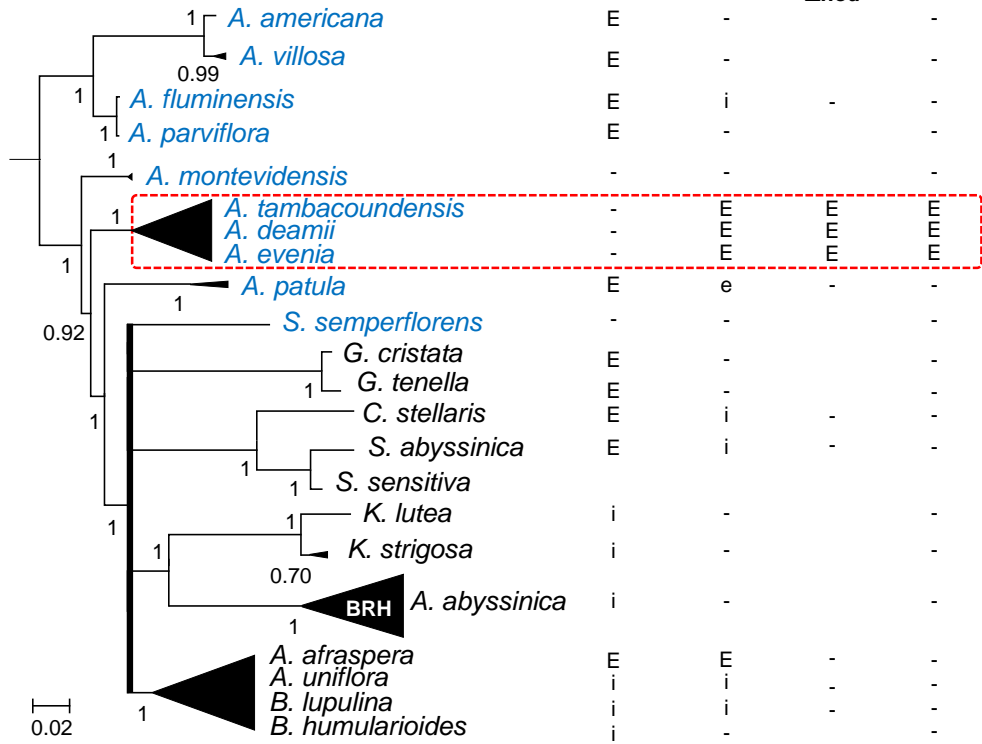 1 A. americana E - -
A. villosa E - -
0.99
1 A. fluminensis E i - -
1 A. parviflora E - -
1
A. montevidensis - - -
1 A. tambacoundensis - E E E
A. deamii - E E E
A. evenia - E E E
1
A. patula E e - -
1
0.92 S. semperflorens - - -
G. cristata E - -
1 G. tenella E - -
1 C. stellaris E i - -
S. abyssinica E i - -
1
1 S. sensitiva
K. lutea i - -
1
1
1 K. strigosa i - -
0.70
BRH A. abyssinica i - -
1
A. afraspera E E - -
A. uniflora i i - -
B. lupulina i i - -
1
0.02 B. humularioides i - -